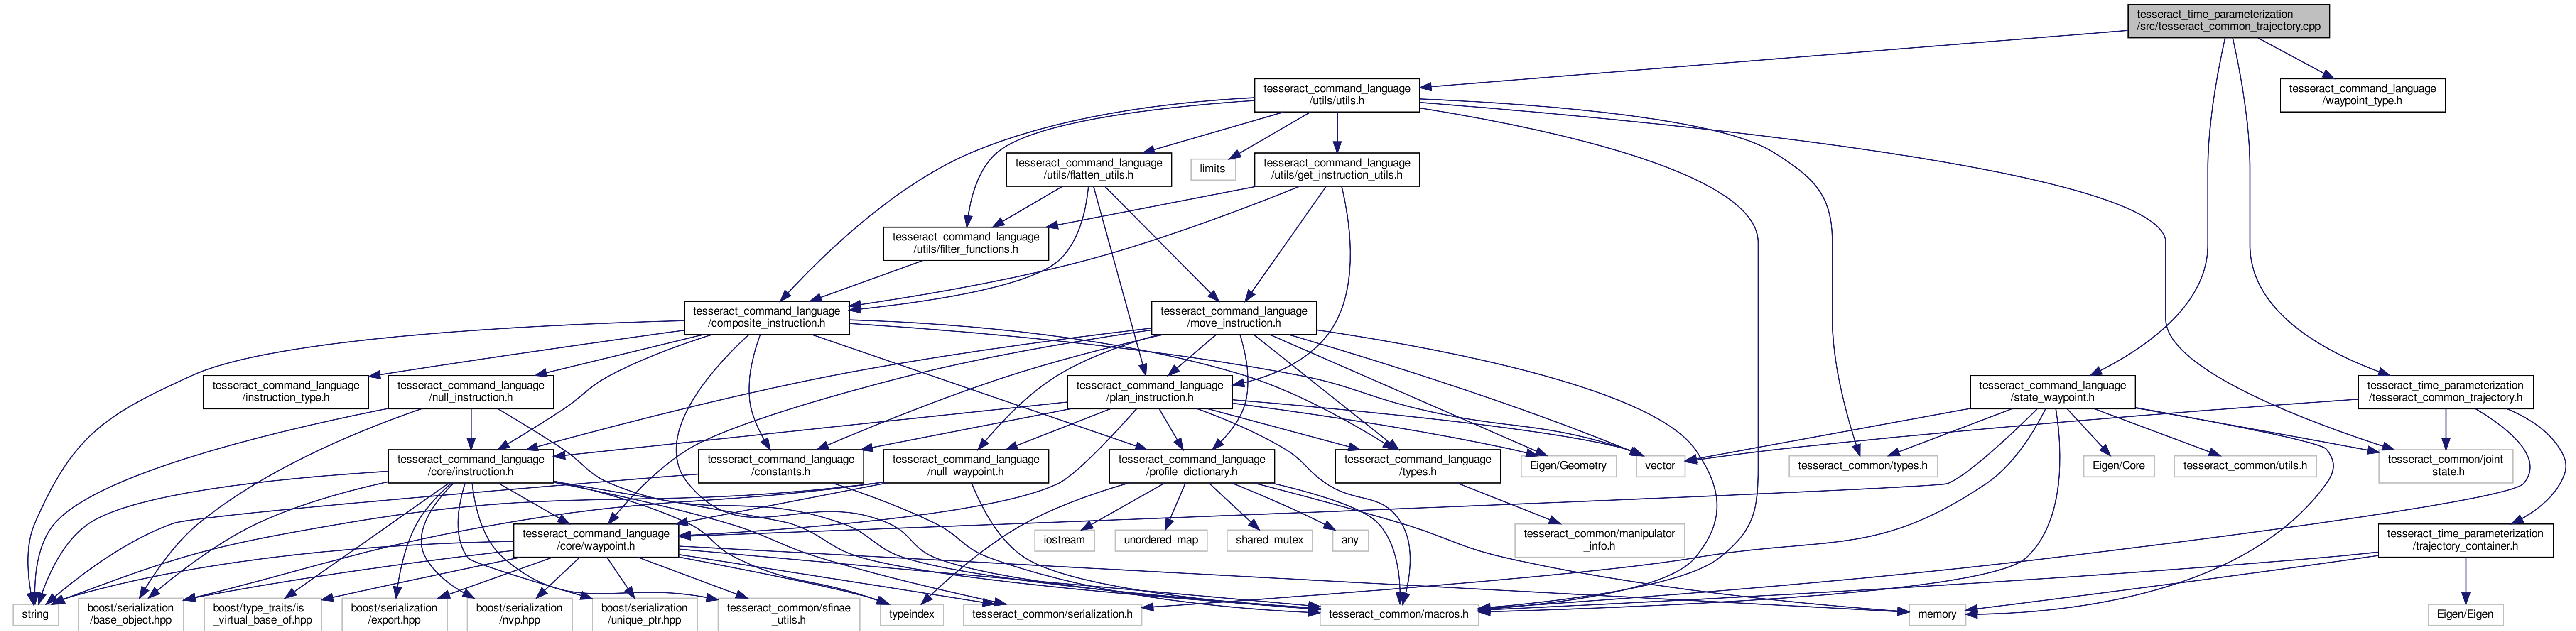 tesseract_time_parameterization
/src/tesseract_common_trajectory.cpp
tesseract_command_language
/utils/utils.h
tesseract_command_language
/waypoint_type.h
tesseract_command_language
/utils/flatten_utils.h
limits
tesseract_command_language
/utils/get_instruction_utils.h
tesseract_command_language
/utils/filter_functions.h
tesseract_command_language
/composite_instruction.h
tesseract_command_language
/move_instruction.h
tesseract_command_language
/instruction_type.h
tesseract_command_language
/null_instruction.h
tesseract_command_language
/plan_instruction.h
tesseract_command_language
/state_waypoint.h
tesseract_time_parameterization
/tesseract_common_trajectory.h
tesseract_command_language
/core/instruction.h
tesseract_command_language
/constants.h
tesseract_command_language
/null_waypoint.h
tesseract_command_language
/profile_dictionary.h
tesseract_command_language
/types.h
Eigen/Geometry
vector
tesseract_common/types.h
Eigen/Core
tesseract_common/utils.h
tesseract_common/joint
_state.h
tesseract_command_language
/core/waypoint.h
iostream
unordered_map
shared_mutex
any
tesseract_common/manipulator
_info.h
tesseract_time_parameterization
/trajectory_container.h
string
boost/serialization
/base_object.hpp
boost/type_traits/is
_virtual_base_of.hpp
boost/serialization
/export.hpp
boost/serialization
/nvp.hpp
boost/serialization
/unique_ptr.hpp
tesseract_common/sfinae
_utils.h
typeindex
tesseract_common/serialization.h
tesseract_common/macros.h
memory
Eigen/Eigen